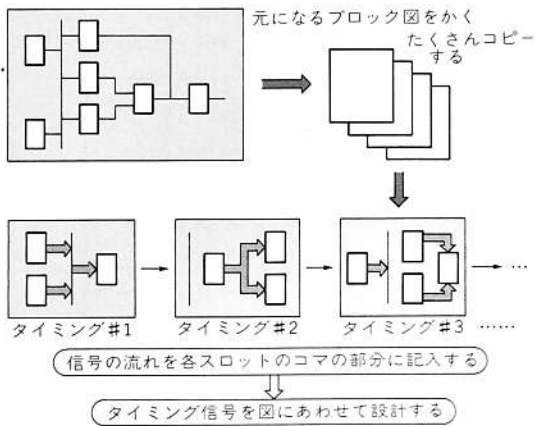 元になるブロック図をかく
たくさんコピー
する
タイミング#1
タイミング#2
タイミング#3
……
…
信号の流れを各スロットのコマの部分に記入する
タイミング信号を図にあわせて設計する